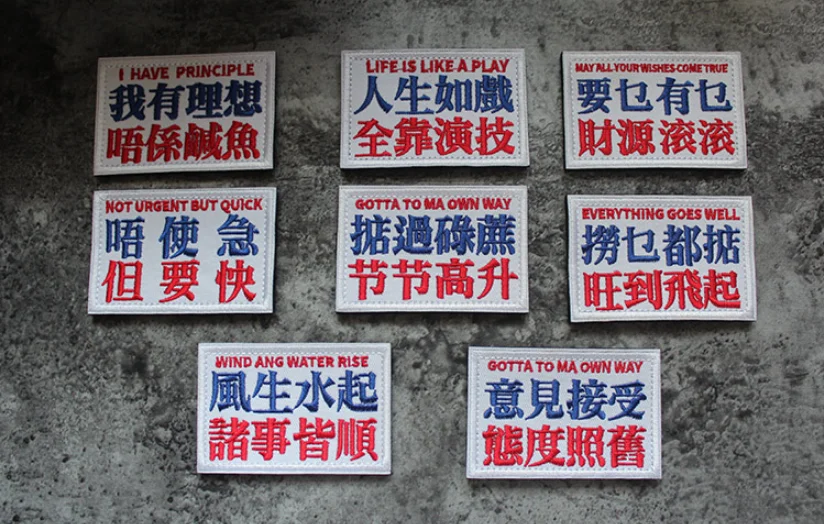 I HAVE PRINCIPLE
我有理想
唔係鹹魚
LIFE IS LIKE A PLAY
人生如戲
全靠演技
MAY ALL YOUR WISHES COME TRUE
要乜有乜
財源滚滚
NOT URGENT BUT QUICK
唔使急
但要快
GOTTA TO MA OWN WAY
掂過碌蔗
节节高升
EVERYTHING GOES WELL
撈乜都掂
旺到飛起
WIND ANG WATER RISE
風生水起
諸事皆順
GOTTA TO MA OWN WAY
意見接受
態度照舊